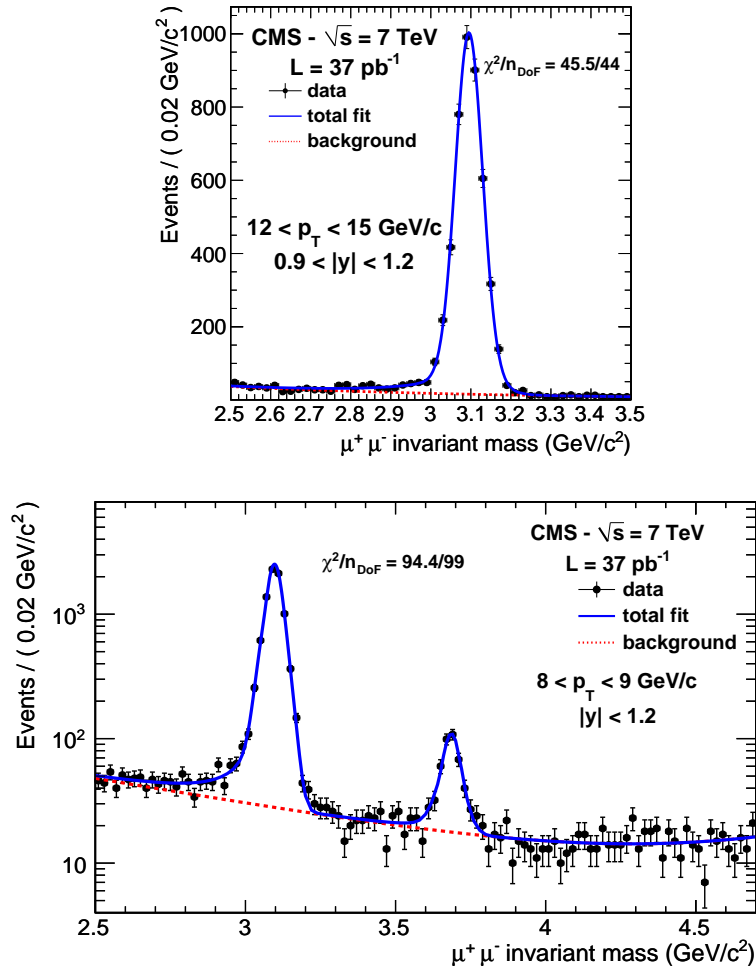 Events / ( 0.02 GeV/c² )
1000
800
600
400
200
CMS - √s = 7 TeV
L = 37 pb⁻¹
data
total fit
background
χ²/n_DoF = 45.5/44
12 < p_T < 15 GeV/c
0.9 < |y| < 1.2
2.5 2.6 2.7 2.8 2.9 3 3.1 3.2 3.3 3.4 3.5
μ⁺ μ⁻ invariant mass (GeV/c²)
Events / ( 0.02 GeV/c² )
10³
10²
10
χ²/n_DoF = 94.4/99
CMS - √s = 7 TeV
L = 37 pb⁻¹
data
total fit
background
8 < p_T < 9 GeV/c
|y| < 1.2
2.5 3 3.5 4 4.5
μ⁺ μ⁻ invariant mass (GeV/c²)